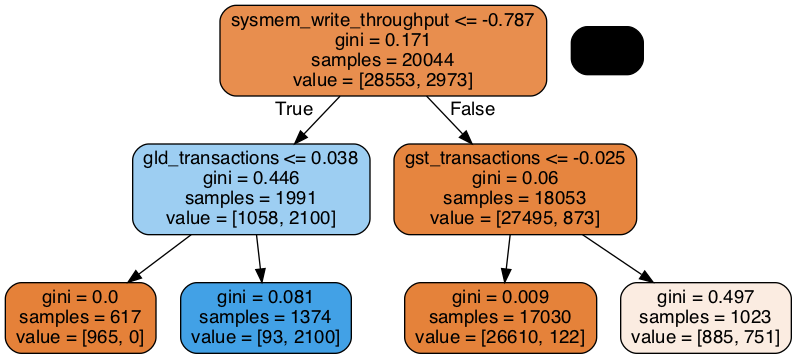 sysmem_write_throughput <= -0.787
gini = 0.171
samples = 20044
value = [28553, 2973]
True
False
gld_transactions <= 0.038
gini = 0.446
samples = 1991
value = [1058, 2100]
gst_transactions <= -0.025
gini = 0.06
samples = 18053
value = [27495, 873]
gini = 0.0
samples = 617
value = [965, 0]
gini = 0.081
samples = 1374
value = [93, 2100]
gini = 0.009
samples = 17030
value = [26610, 122]
gini = 0.497
samples = 1023
value = [885, 751]